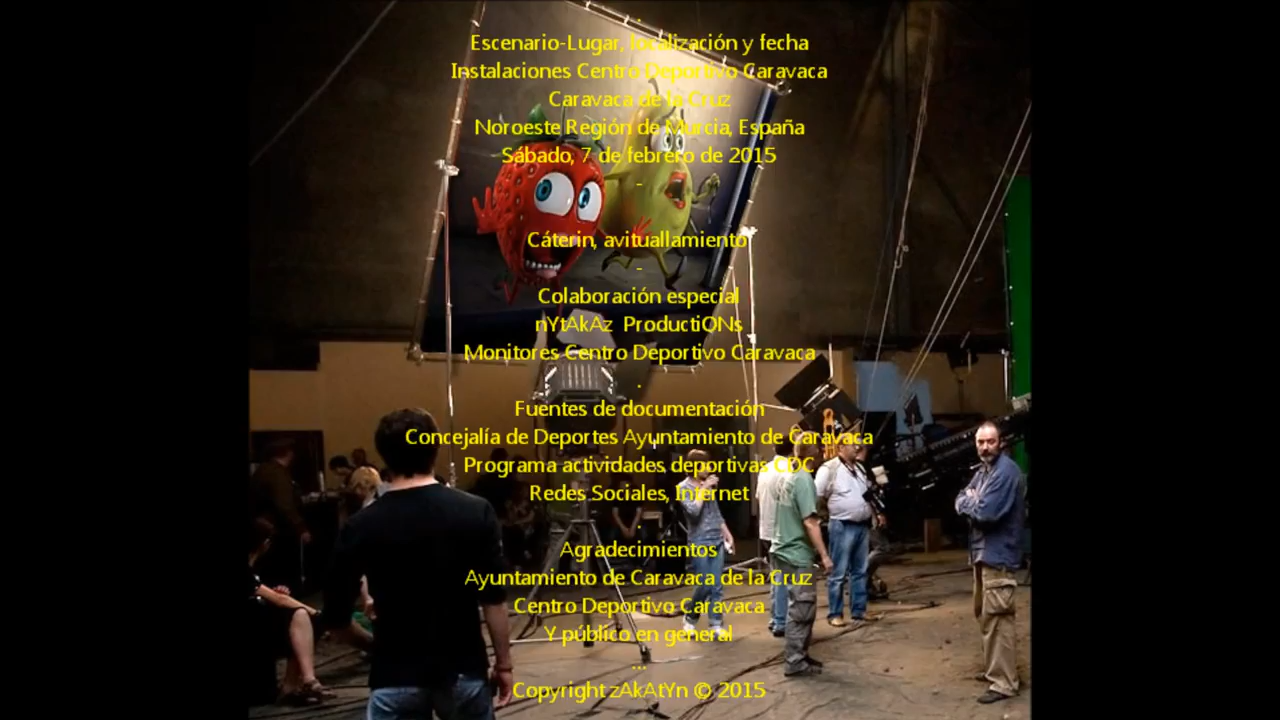 .
Escenario-Lugar, localización y fecha
Instalaciones Centro Deportivo Caravaca
Caravaca de la Cruz
Noroeste Región de Murcia, España
Sábado, 7 de febrero de 2015
-
Cáterin, avituallamiento
-
Colaboración especial
nYtAkAz ProductiONs
Monitores Centro Deportivo Caravaca
.
Fuentes de documentación
Concejalía de Deportes Ayuntamiento de Caravaca
Programa actividades deportivas CDC
Redes Sociales, Internet
.
Agradecimientos
Ayuntamiento de Caravaca de la Cruz
Centro Deportivo Caravaca
Y público en general
...
Copyright zAkAtYn © 2015